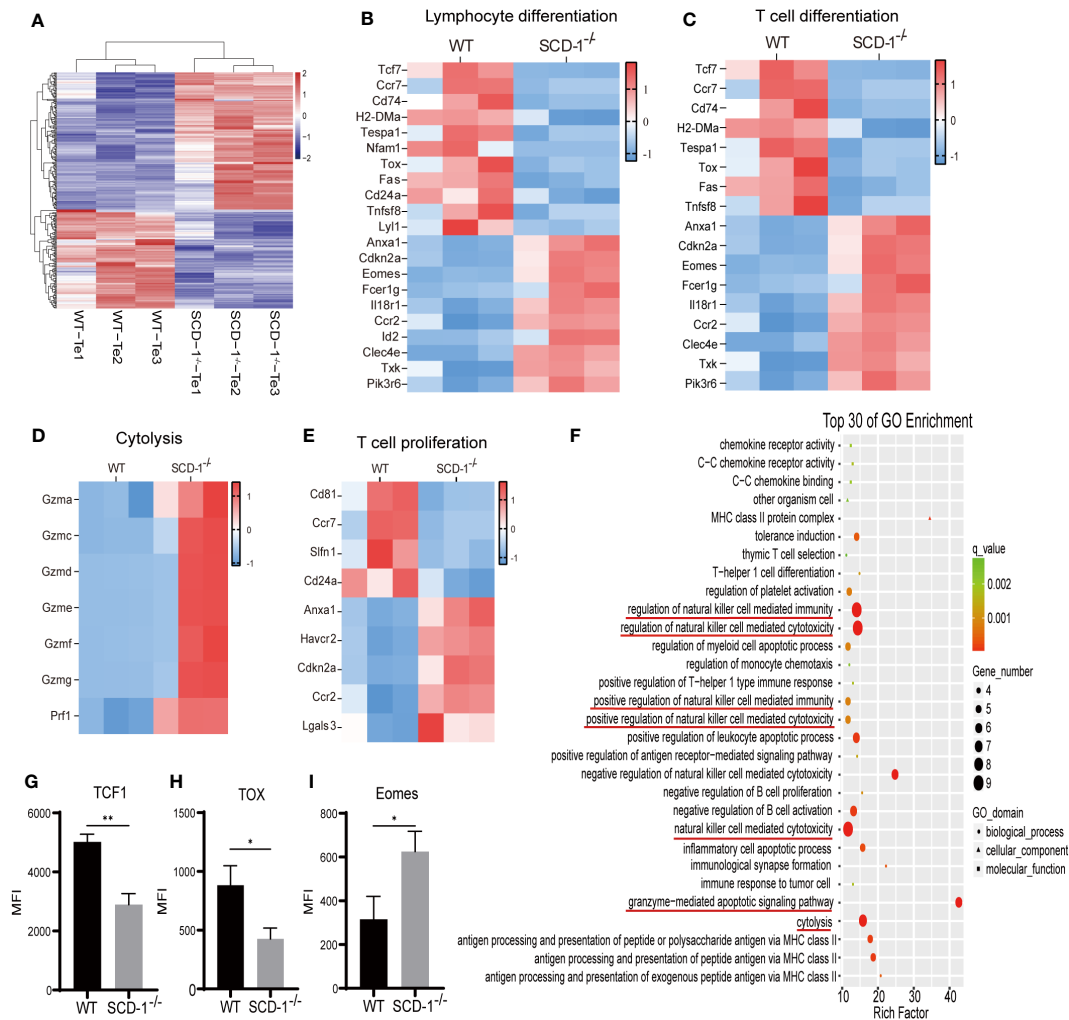 A
2
1
0
−1
−2
WT−Te1
WT−Te2
WT−Te3
SCD−1-/-−Te1
SCD−1-/-−Te2
SCD−1-/-−Te3
B
Lymphocyte differentiation
WT SCD-1-/-
Tcf7
Ccr7
Cd74
H2-DMa
Tespa1
Nfam1
Tox
Fas
Cd24a
Tnfsf8
Lyl1
Anxa1
Cdkn2a
Eomes
Fcer1g
Il18r1
Ccr2
Id2
Clec4e
Txk
Pik3r6
1
0
-1
C
T cell differentiation
WT SCD-1-/-
Tcf7
Ccr7
Cd74
H2-DMa
Tespa1
Tox
Fas
Tnfsf8
Anxa1
Cdkn2a
Eomes
Fcer1g
Il18r1
Ccr2
Clec4e
Txk
Pik3r6
1
0
-1
D
Cytolysis
WT SCD-1-/-
Gzma
Gzmc
Gzmd
Gzme
Gzmf
Gzmg
Prf1
1
0
-1
E
T cell proliferation
WT SCD-1-/-
Cd81
Ccr7
Slfn1
Cd24a
Anxa1
Havcr2
Cdkn2a
Ccr2
Lgals3
1
0
-1
F
Top 30 of GO Enrichment
chemokine receptor activity
C−C chemokine receptor activity
C−C chemokine binding
other organism cell
MHC class II protein complex
tolerance induction
thymic T cell selection
T−helper 1 cell differentiation
regulation of platelet activation
regulation of natural killer cell mediated immunity
regulation of natural killer cell mediated cytotoxicity
regulation of myeloid cell apoptotic process
regulation of monocyte chemotaxis
positive regulation of T−helper 1 type immune response
positive regulation of natural killer cell mediated immunity
positive regulation of natural killer cell mediated cytotoxicity
positive regulation of leukocyte apoptotic process
positive regulation of antigen receptor−mediated signaling pathway
negative regulation of natural killer cell mediated cytotoxicity
negative regulation of B cell proliferation
negative regulation of B cell activation
natural killer cell mediated cytotoxicity
inflammatory cell apoptotic process
immunological synapse formation
immune response to tumor cell
granzyme−mediated apoptotic signaling pathway
cytolysis
antigen processing and presentation of peptide or polysaccharide antigen via MHC class II
antigen processing and presentation of peptide antigen via MHC class II
antigen processing and presentation of exogenous peptide antigen via MHC class II
10 20 30 40
Rich Factor
q_value
0.002
0.001
Gene_number
4
5
6
7
8
9
GO_domain
biological_process
cellular_component
molecular_function
G
TCF1
MFI
6000
4000
2000
0
**
WT SCD-1-/-
H
TOX
MFI
1500
1000
500
0
*
WT SCD-1-/-
I
Eomes
MFI
800
600
400
200
0
*
WT SCD-1-/-